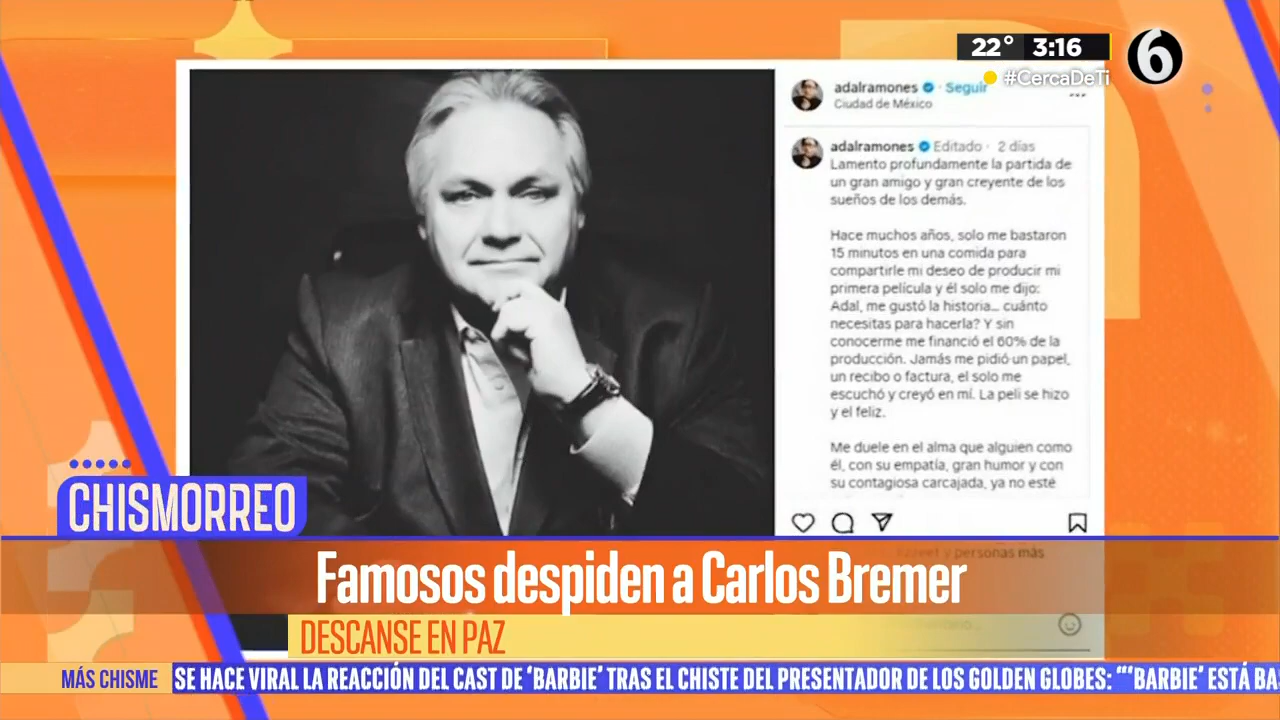 22° 3:16
6
#CercaDeTi
adalramones · Seguir
Ciudad de México
adalramones Editado · 2 días
Lamento profundamente la partida de
un gran amigo y gran creyente de los
sueños de los demás.
Hace muchos años, solo me bastaron
15 minutos en una comida para
compartirle mi deseo de producir mi
primera película y él solo me dijo:
Adal, me gustó la historia... cuánto
necesitas para hacerla? Y sin
conocerme me financió el 60% de la
producción. Jamás me pidió un papel,
un recibo o factura, el solo me
escuchó y creyó en mí. La peli se hizo
y el feliz.
Me duele en el alma que alguien como
él, con su empatía, gran humor y con
su contagiosa carcajada, ya no esté
y personas más
CHISMORREO
Famosos despiden a Carlos Bremer
DESCANSE EN PAZ
MÁS CHISME SE HACE VIRAL LA REACCIÓN DEL CAST DE ‘BARBIE’ TRAS EL CHISTE DEL PRESENTADOR DE LOS GOLDEN GLOBES: “‘BARBIE’ ESTÁ BA